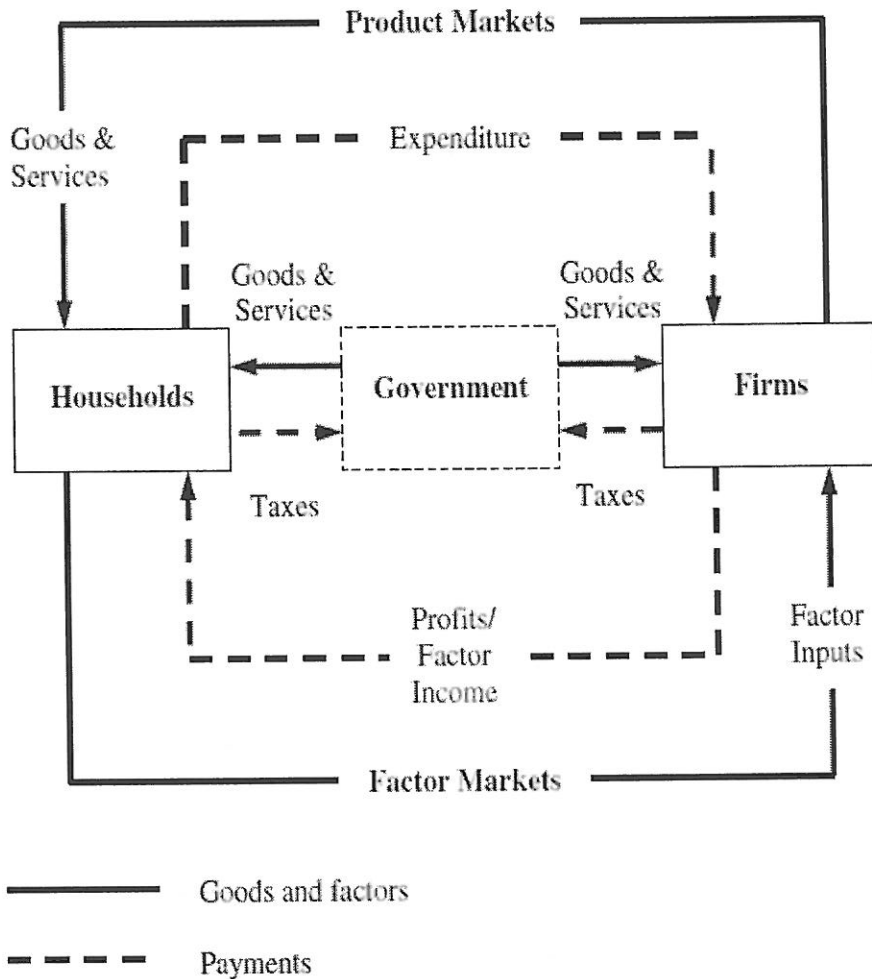 Product Markets
Goods &
Services
Expenditure
Goods &
Services
Goods &
Services
Households
Government
Firms
Taxes
Taxes
Profits/
Factor
Income
Factor
Inputs
Factor Markets
Goods and factors
Payments